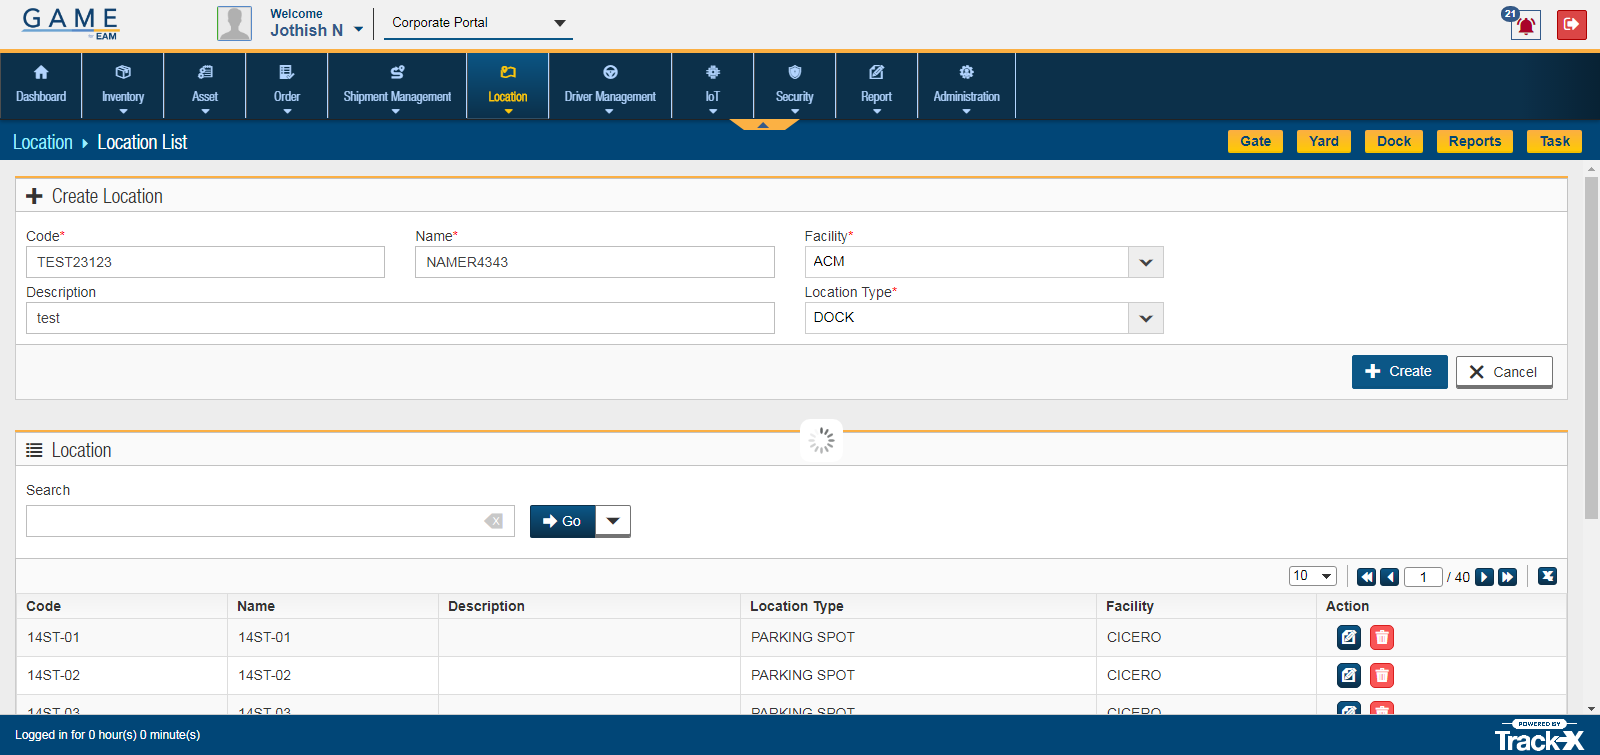 GAME
EAM
Welcome
Jothish N
Corporate Portal
21
Dashboard
Inventory
Asset
Order
Shipment Management
Location
Driver Management
IoT
Security
Report
Administration
Location
Location List
Gate
Yard
Dock
Reports
Task
Create Location
Code*
Name*
Facility*
TEST23123
NAMER4343
ACM
Description
Location Type*
test
DOCK
Create
Cancel
Location
Search
Go
10
1
/ 40
Code Name Description Location Type Facility Action
14ST-01 14ST-01 PARKING SPOT CICERO
14ST-02 14ST-02 PARKING SPOT CICERO
14ST-03 14ST-03 PARKING SPOT CICERO
Logged in for 0 hour(s) 0 minute(s)
POWERED BY
Track-X